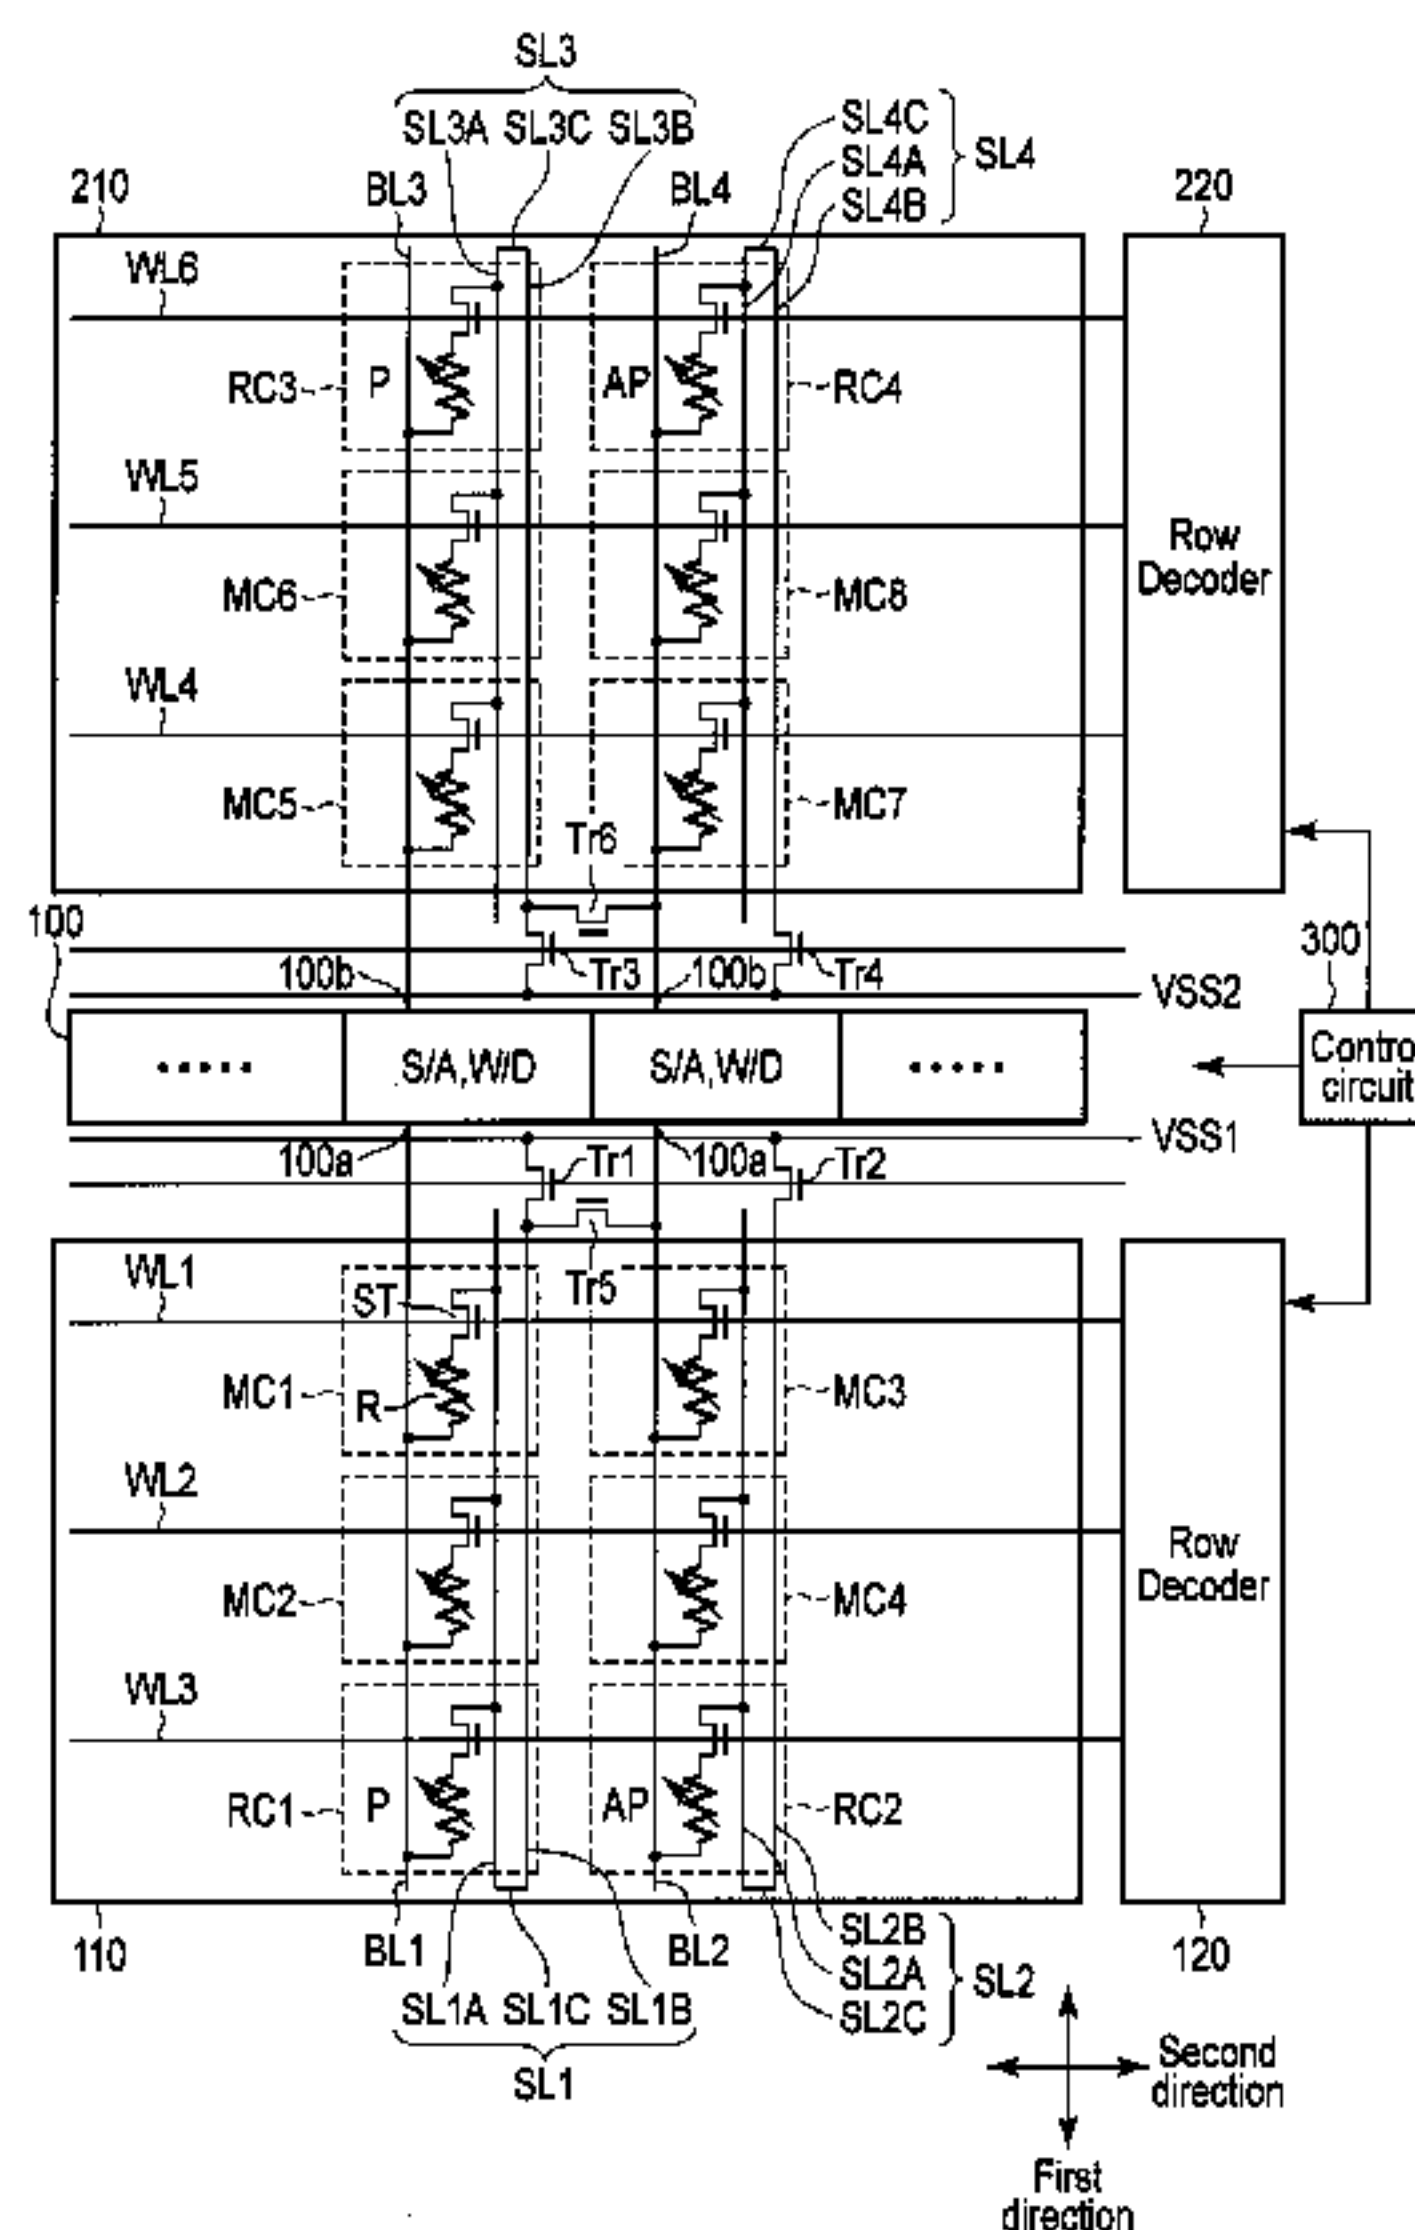 SL3
SL3A SL3C SL3B
SL4C
SL4A
SL4B
SL4
210
BL3
BL4
220
WL6
RC3
P
AP
RC4
WL5
Row
Decoder
MC6
MC8
WL4
MC5
MC7
Tr6
100
300
100b
Tr3
100b
Tr4
VSS2
.....
S/A,W/D
S/A,W/D
.....
Contro
circuit
100a
Tr1
100a
Tr2
VSS1
WL1
ST
Tr5
MC1
R
MC3
WL2
Row
Decoder
MC2
MC4
WL3
RC1
P
AP
RC2
110
BL1
BL2
120
SL2B
SL2A
SL2C
SL2
SL1A SL1C SL1B
SL1
Second
direction
First
direction